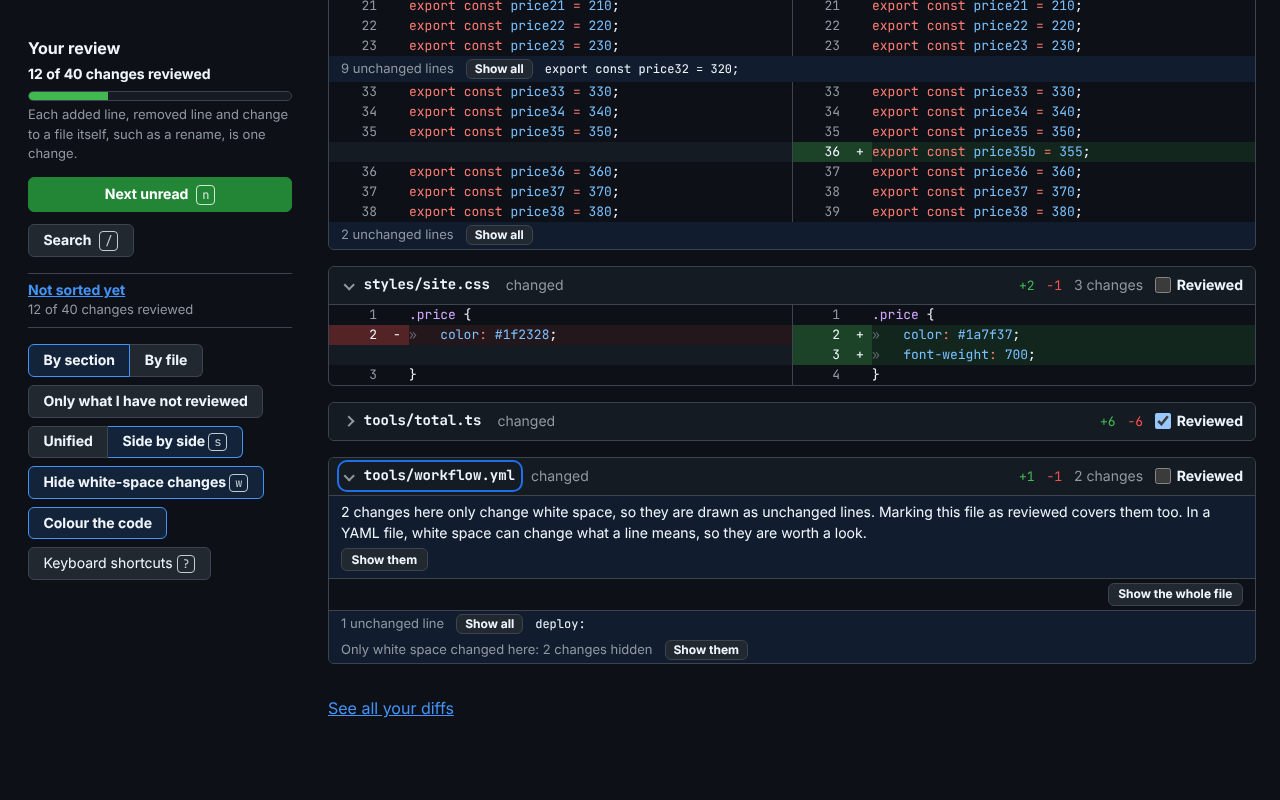 Your review
12 of 40 changes reviewed
Each added line, removed line and change
to a file itself, such as a rename, is one
change.
Next unread n
Search /
Not sorted yet
12 of 40 changes reviewed
By section By file
Only what I have not reviewed
Unified Side by side s
Hide white-space changes w
Colour the code
Keyboard shortcuts ?
21 export const price21 = 210; 21 export const price21 = 210;
22 export const price22 = 220; 22 export const price22 = 220;
23 export const price23 = 230; 23 export const price23 = 230;
9 unchanged lines Show all export const price32 = 320;
33 export const price33 = 330; 33 export const price33 = 330;
34 export const price34 = 340; 34 export const price34 = 340;
35 export const price35 = 350; 35 export const price35 = 350;
36 + export const price35b = 355;
36 export const price36 = 360; 37 export const price36 = 360;
37 export const price37 = 370; 38 export const price37 = 370;
38 export const price38 = 380; 39 export const price38 = 380;
2 unchanged lines Show all
styles/site.css changed +2 -1 3 changes Reviewed
1 .price { 1 .price {
2 - » color: #1f2328; 2 + » color: #1a7f37;
3 + » font-weight: 700;
3 } 4 }
tools/total.ts changed +6 -6 Reviewed
tools/workflow.yml changed +1 -1 2 changes Reviewed
2 changes here only change white space, so they are drawn as unchanged lines. Marking this file as reviewed covers them too. In a
YAML file, white space can change what a line means, so they are worth a look.
Show them
Show the whole file
1 unchanged line Show all deploy:
Only white space changed here: 2 changes hidden Show them
See all your diffs